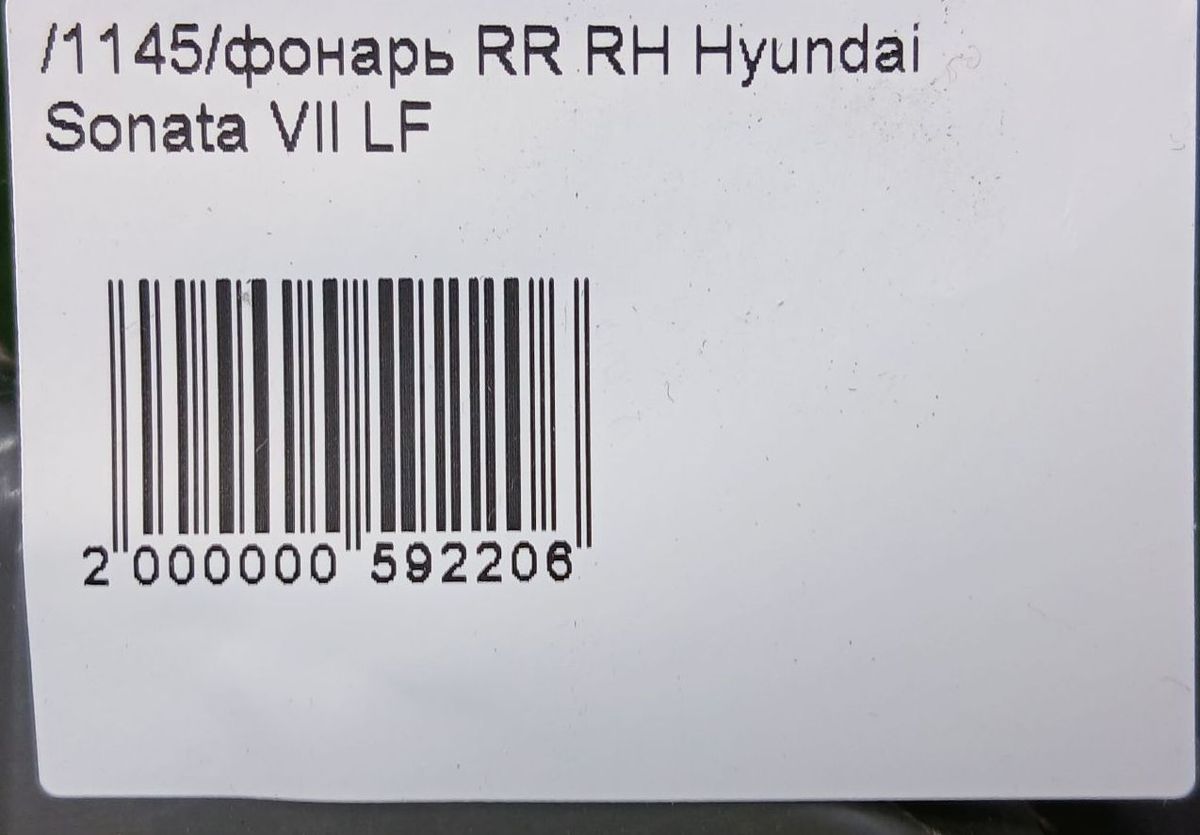 /1145/фонарь RR RH Hyundai
Sonata VII LF
2 000000 592206